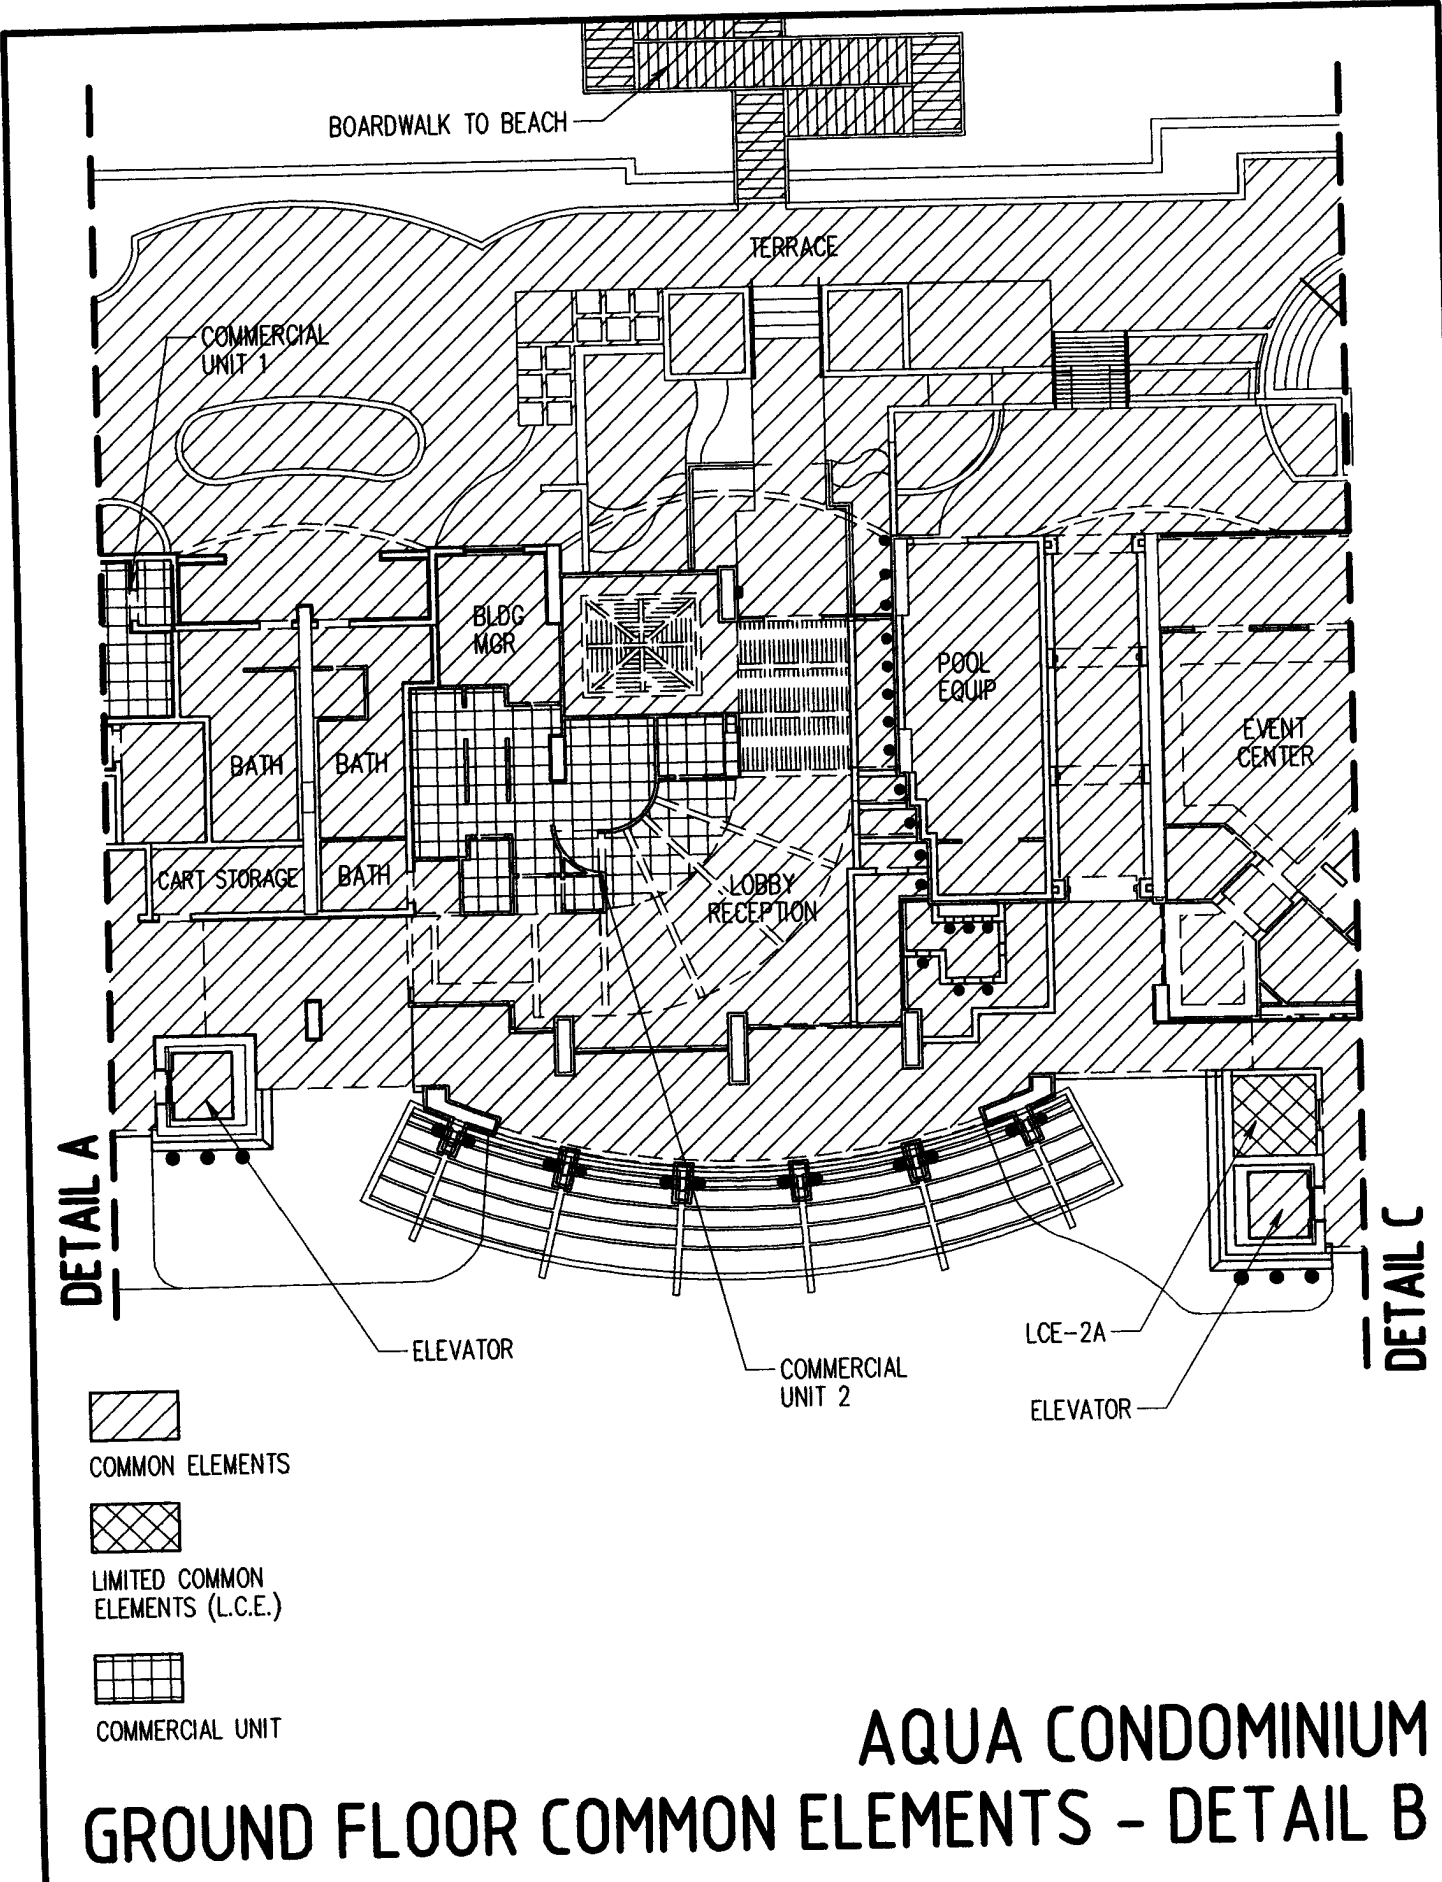 BOARDWALK TO BEACH
TERRACE
COMMERCIAL
UNIT 1
BLDG
MGR
POOL
EQUIP
EVENT
CENTER
BATH
BATH
CART STORAGE
BATH
LOBBY
RECEPTION
DETAIL A
DETAIL C
ELEVATOR
COMMERCIAL
UNIT 2
LCE-2A
ELEVATOR
COMMON ELEMENTS
LIMITED COMMON
ELEMENTS (L.C.E.)
COMMERCIAL UNIT
AQUA CONDOMINIUM
GROUND FLOOR COMMON ELEMENTS - DETAIL B